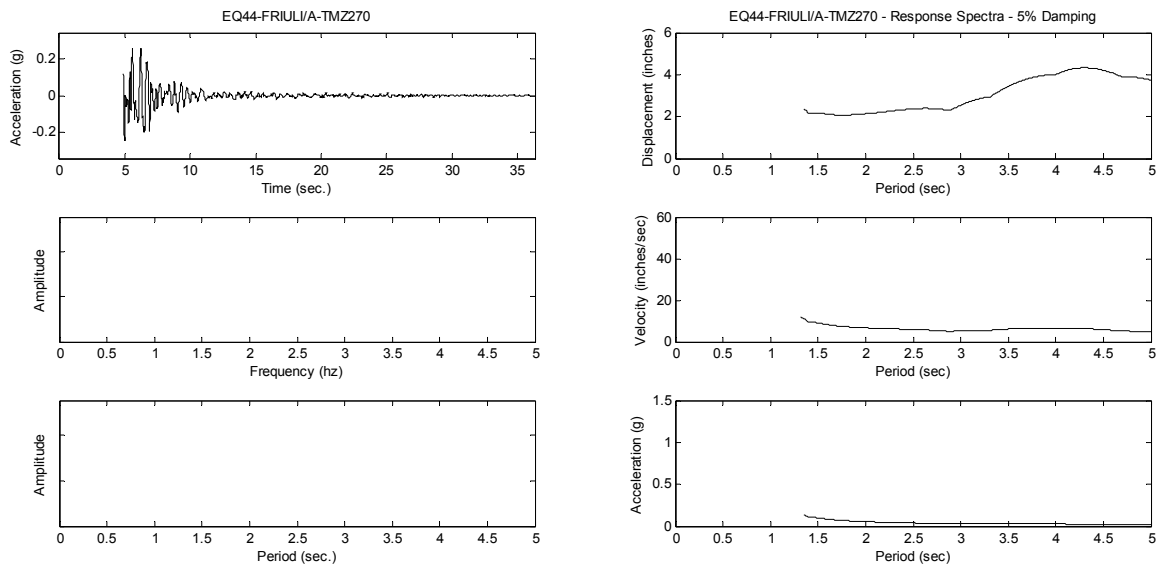 EQ44-FRIULI/A-TMZ270
0.2
0
-0.2
Acceleration (g)
0 5 10 15 20 25 30 35
Time (sec.)
EQ44-FRIULI/A-TMZ270 - Response Spectra - 5% Damping
6
4
2
0
Displacement (inches)
0 0.5 1 1.5 2 2.5 3 3.5 4 4.5 5
Period (sec)
Amplitude
0 0.5 1 1.5 2 2.5 3 3.5 4 4.5 5
Frequency (hz)
60
40
20
0
Velocity (inches/sec)
0 0.5 1 1.5 2 2.5 3 3.5 4 4.5 5
Period (sec)
Amplitude
0 0.5 1 1.5 2 2.5 3 3.5 4 4.5 5
Period (sec.)
1.5
1
0.5
0
Acceleration (g)
0 0.5 1 1.5 2 2.5 3 3.5 4 4.5 5
Period (sec)